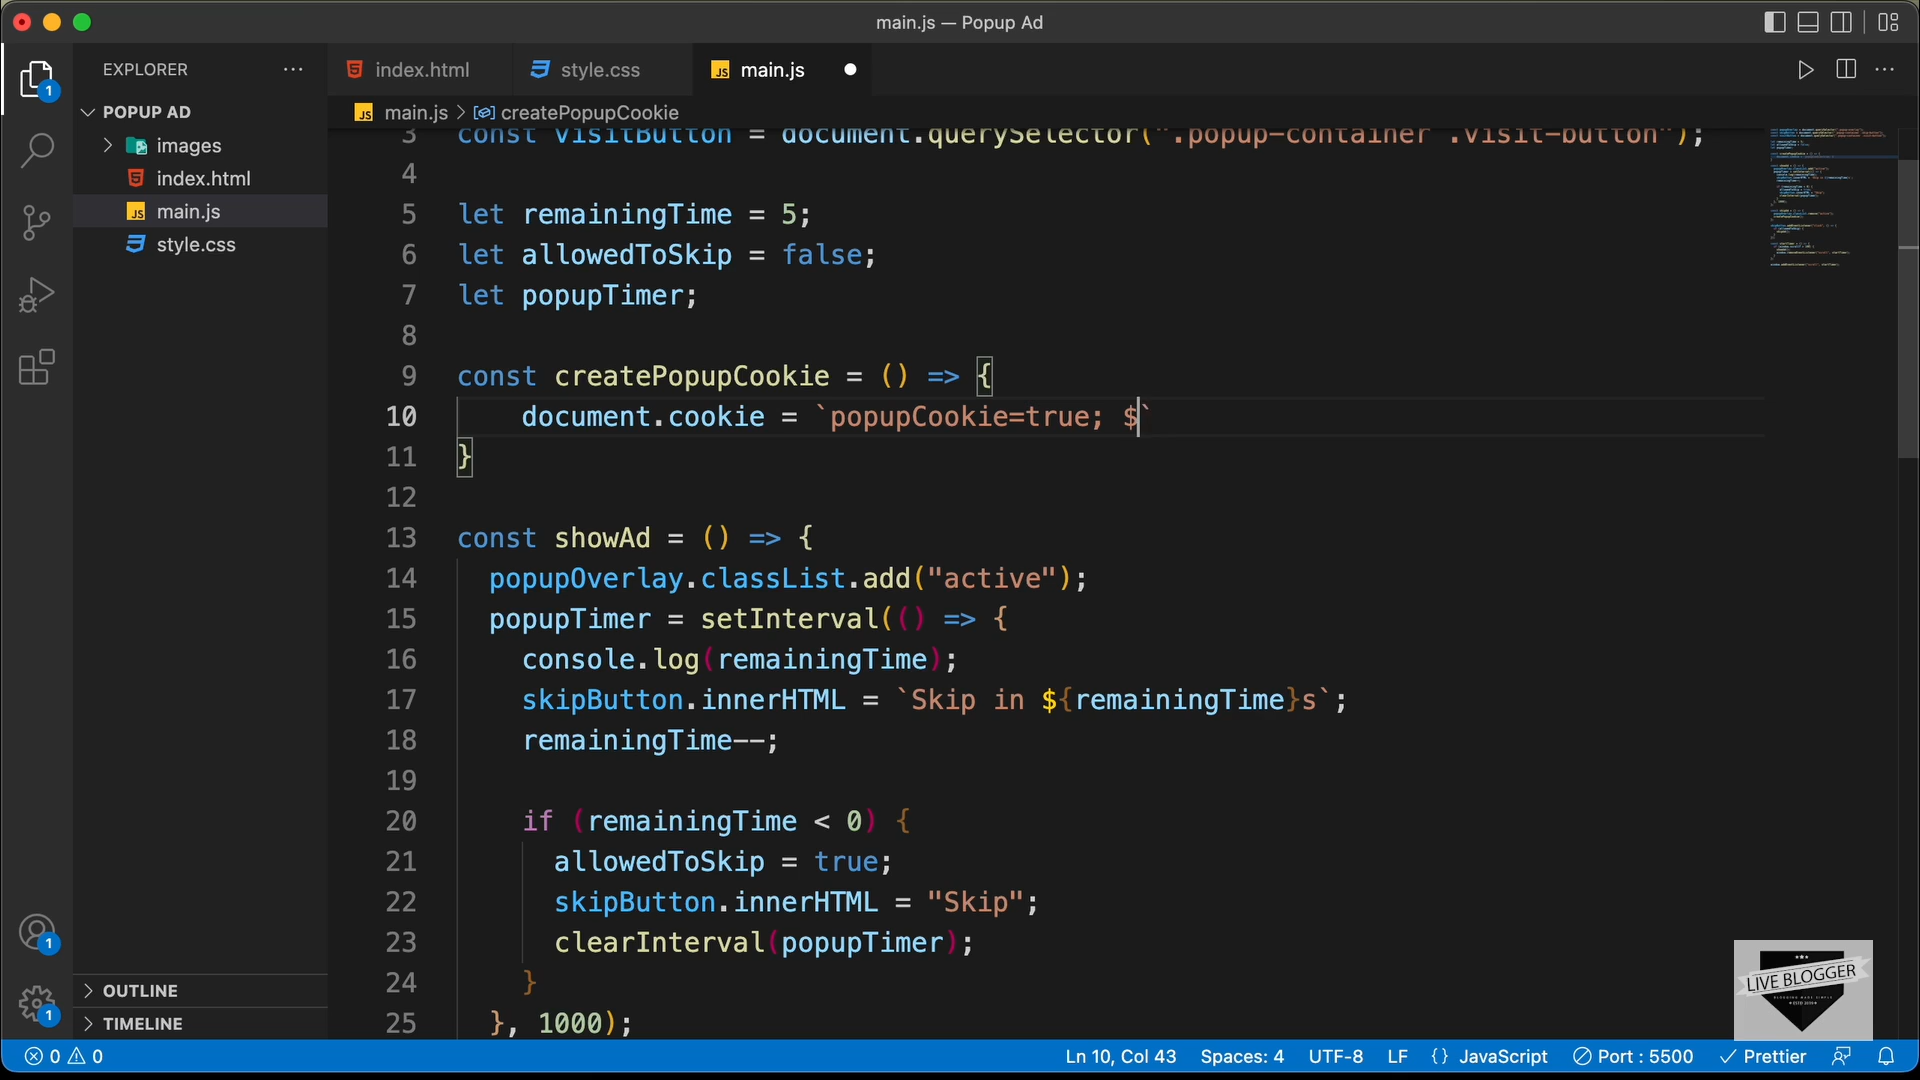 main.js — Popup Ad
EXPLORER
index.html
style.css
main.js
POPUP AD
main.js > createPopupCookie
images
index.html
main.js
style.css
3 const visitButton = document.querySelector(".popup-container .visit-button");
4
5 let remainingTime = 5;
6 let allowedToSkip = false;
7 let popupTimer;
8
9 const createPopupCookie = () => {
10 document.cookie = `popupCookie=true; $`
11 }
12
13 const showAd = () => {
14 popupOverlay.classList.add("active");
15 popupTimer = setInterval(() => {
16 console.log(remainingTime);
17 skipButton.innerHTML = `Skip in ${remainingTime}s`;
18 remainingTime--;
19
20 if (remainingTime < 0) {
21 allowedToSkip = true;
22 skipButton.innerHTML = "Skip";
23 clearInterval(popupTimer);
24 }
25 }, 1000);
1
1
1
OUTLINE
TIMELINE
LIVE BLOGGER
0 0
Ln 10, Col 43 Spaces: 4 UTF-8 LF {} JavaScript Port : 5500 Prettier